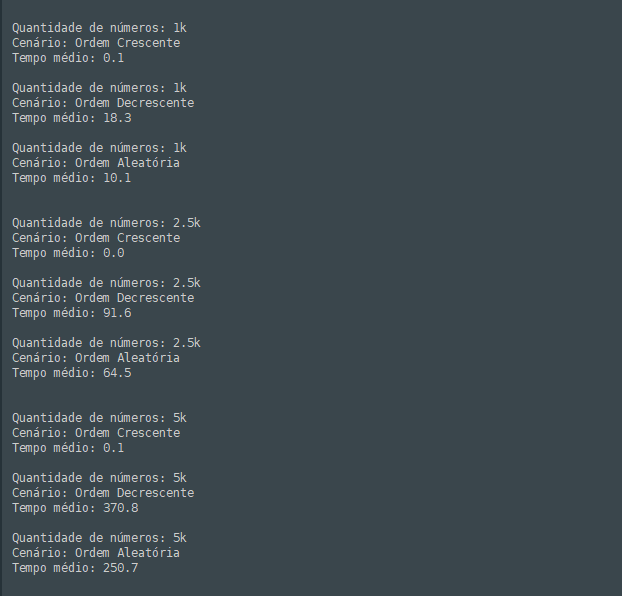 Quantidade de números: 1k
Cenário: Ordem Crescente
Tempo médio: 0.1
Quantidade de números: 1k
Cenário: Ordem Decrescente
Tempo médio: 18.3
Quantidade de números: 1k
Cenário: Ordem Aleatória
Tempo médio: 10.1
Quantidade de números: 2.5k
Cenário: Ordem Crescente
Tempo médio: 0.0
Quantidade de números: 2.5k
Cenário: Ordem Decrescente
Tempo médio: 91.6
Quantidade de números: 2.5k
Cenário: Ordem Aleatória
Tempo médio: 64.5
Quantidade de números: 5k
Cenário: Ordem Crescente
Tempo médio: 0.1
Quantidade de números: 5k
Cenário: Ordem Decrescente
Tempo médio: 370.8
Quantidade de números: 5k
Cenário: Ordem Aleatória
Tempo médio: 250.7